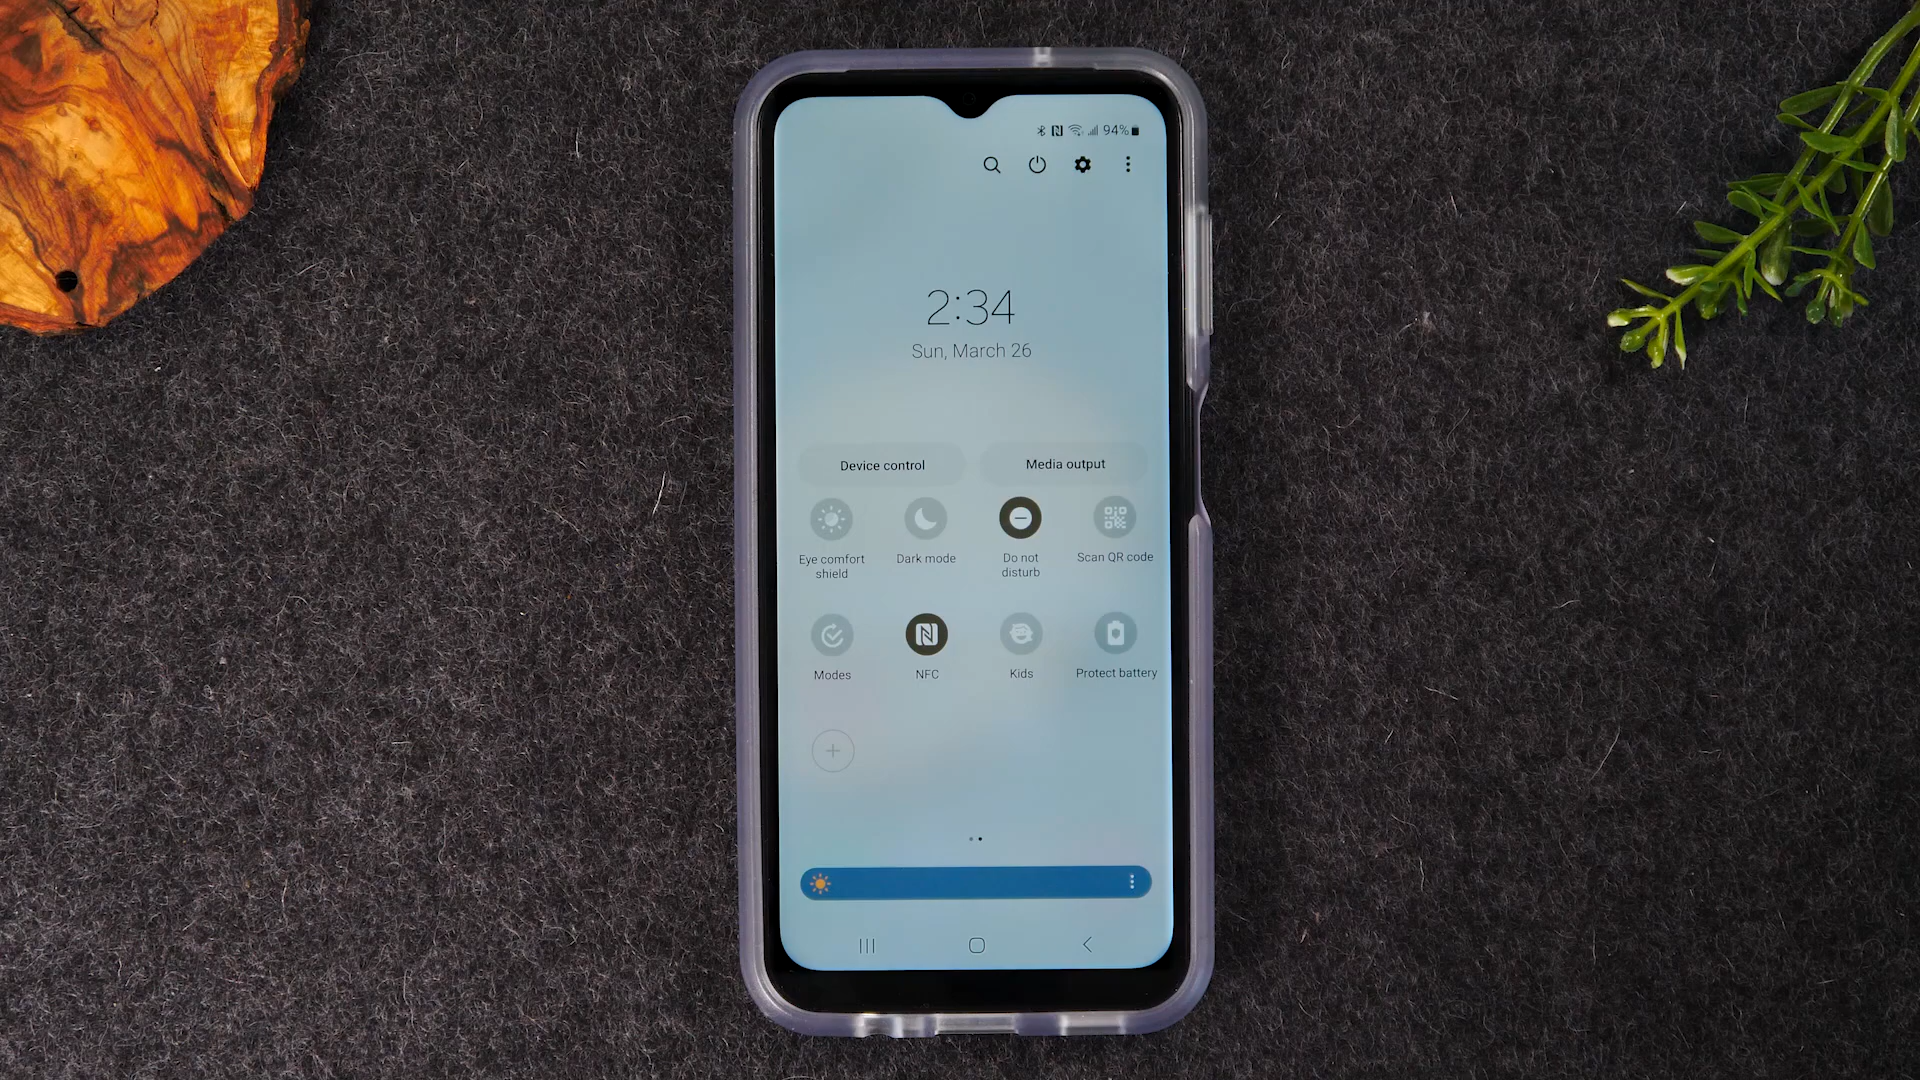 94%
2:34
Sun, March 26
Device control Media output
Eye comfort shield Dark mode Do not disturb Scan QR code
Modes NFC Kids Protect battery